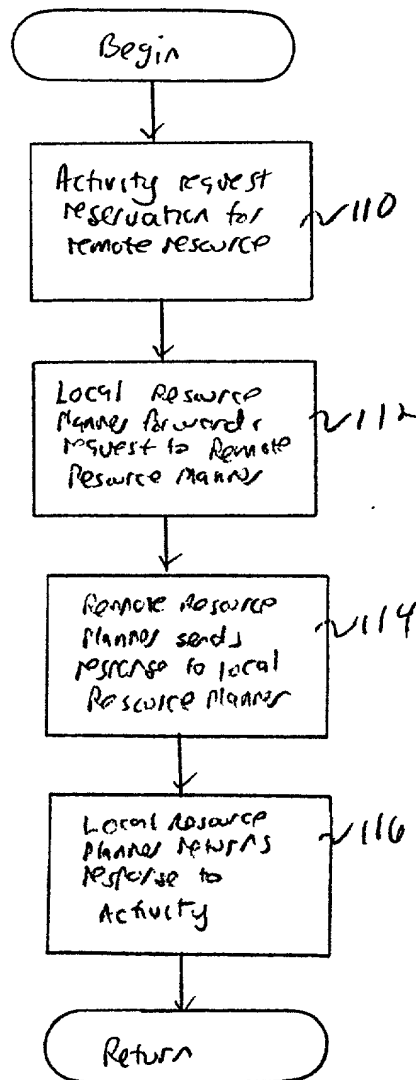 Begin
Activity request
reservation for
remote resource
110
Local Resource
Planner forwards
request to Remote
Resource Planner
112
Remote Resource
Planner sends
response to local
Resource Planner
114
Local Resource
Planner returns
response to
Activity
116
Return